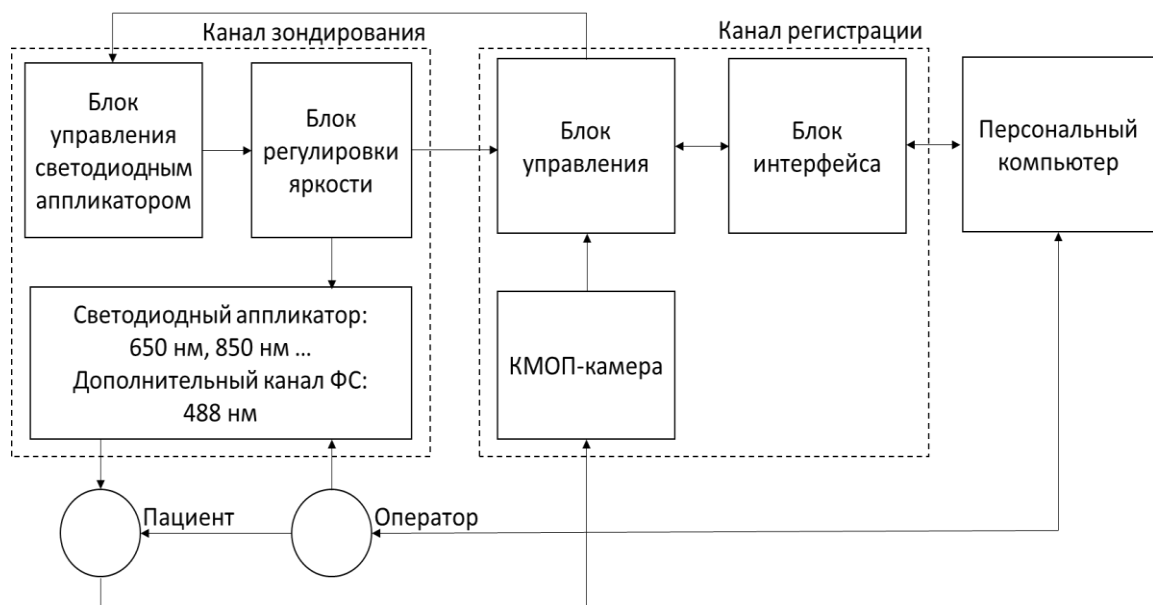 Канал зондирования
Канал регистрации
Блок
управления
светодиодным
аппликатором
Блок
регулировки
яркости
Блок
управления
Блок
интерфейса
Персональный
компьютер
Светодиодный аппликатор:
650 нм, 850 нм ...
Дополнительный канал ФС:
488 нм
КМОП-камера
Пациент
Оператор